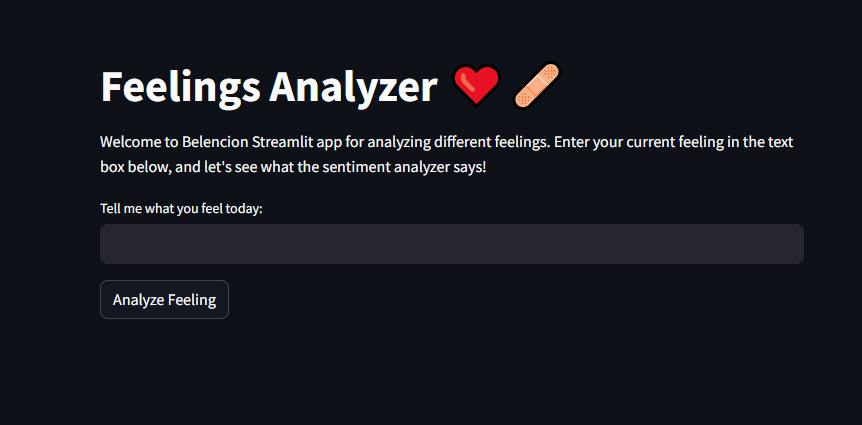 Feelings Analyzer ❤️ 🩹
Welcome to Belencion Streamlit app for analyzing different feelings. Enter your current feeling in the text
box below, and let's see what the sentiment analyzer says!
Tell me what you feel today:
Analyze Feeling